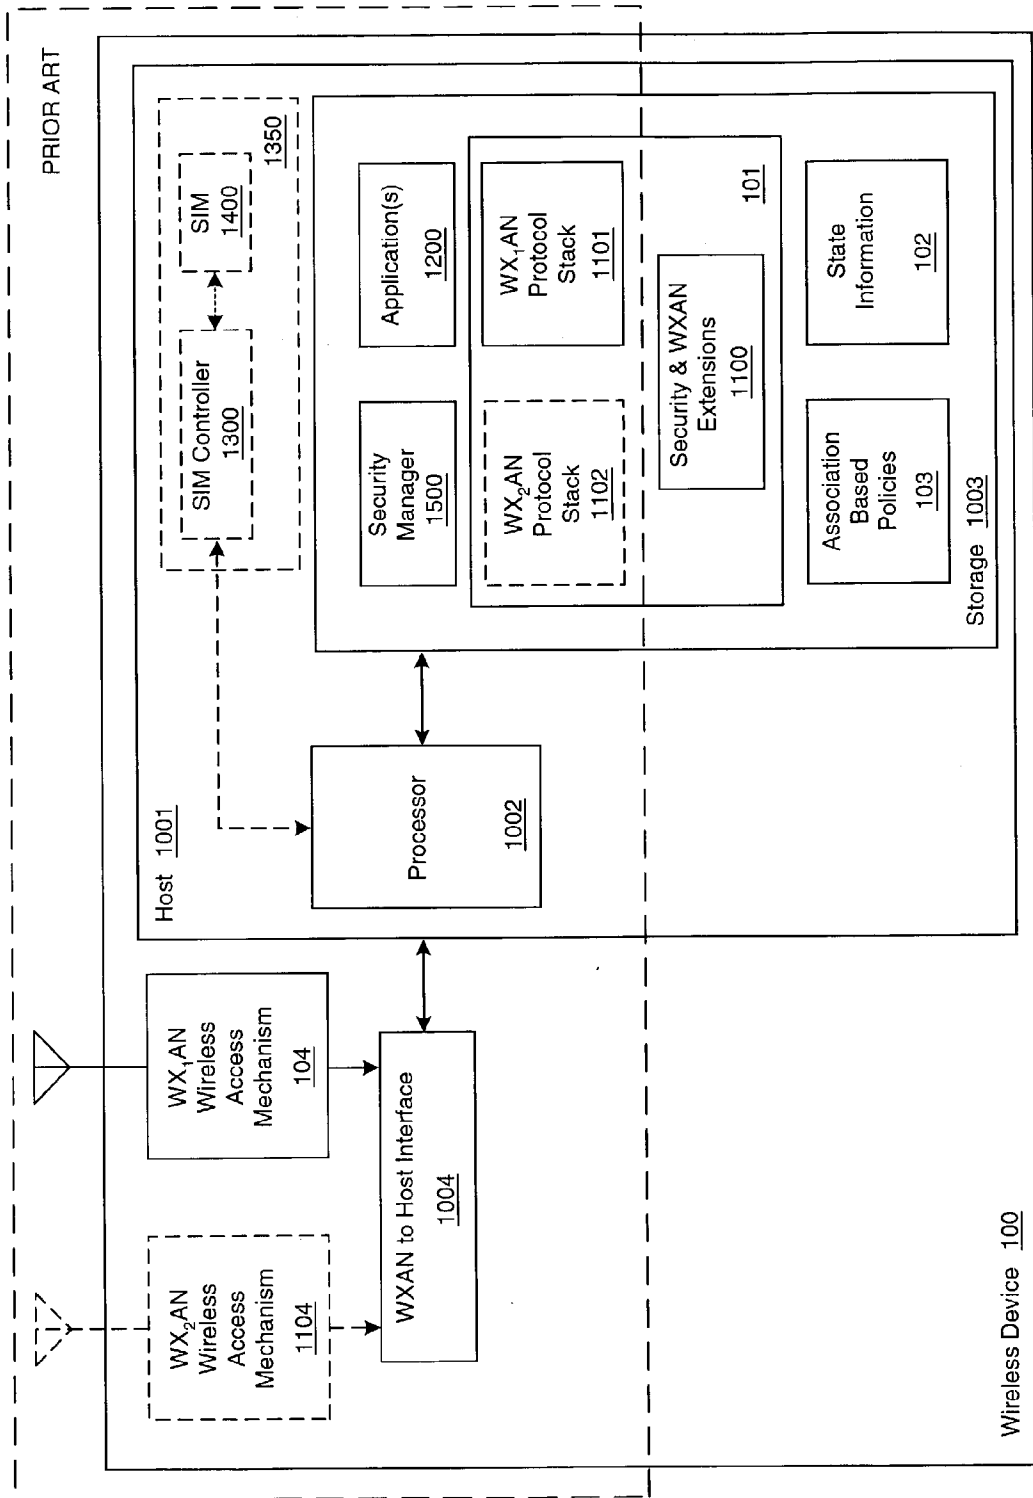 PRIOR ART
Host 1001
SIM Controller
1300
SIM
1400
1350
WX₂AN
Wireless
Access
Mechanism
1104
WX₁AN
Wireless
Access
Mechanism
104
WXAN to Host Interface
1004
Processor
1002
Security
Manager
1500
Application(s)
1200
WX₂AN
Protocol
Stack
1102
WX₁AN
Protocol
Stack
1101
Security & WXAN
Extensions
1100
101
Association
Based
Policies
103
State
Information
102
Storage 1003
Wireless Device 100